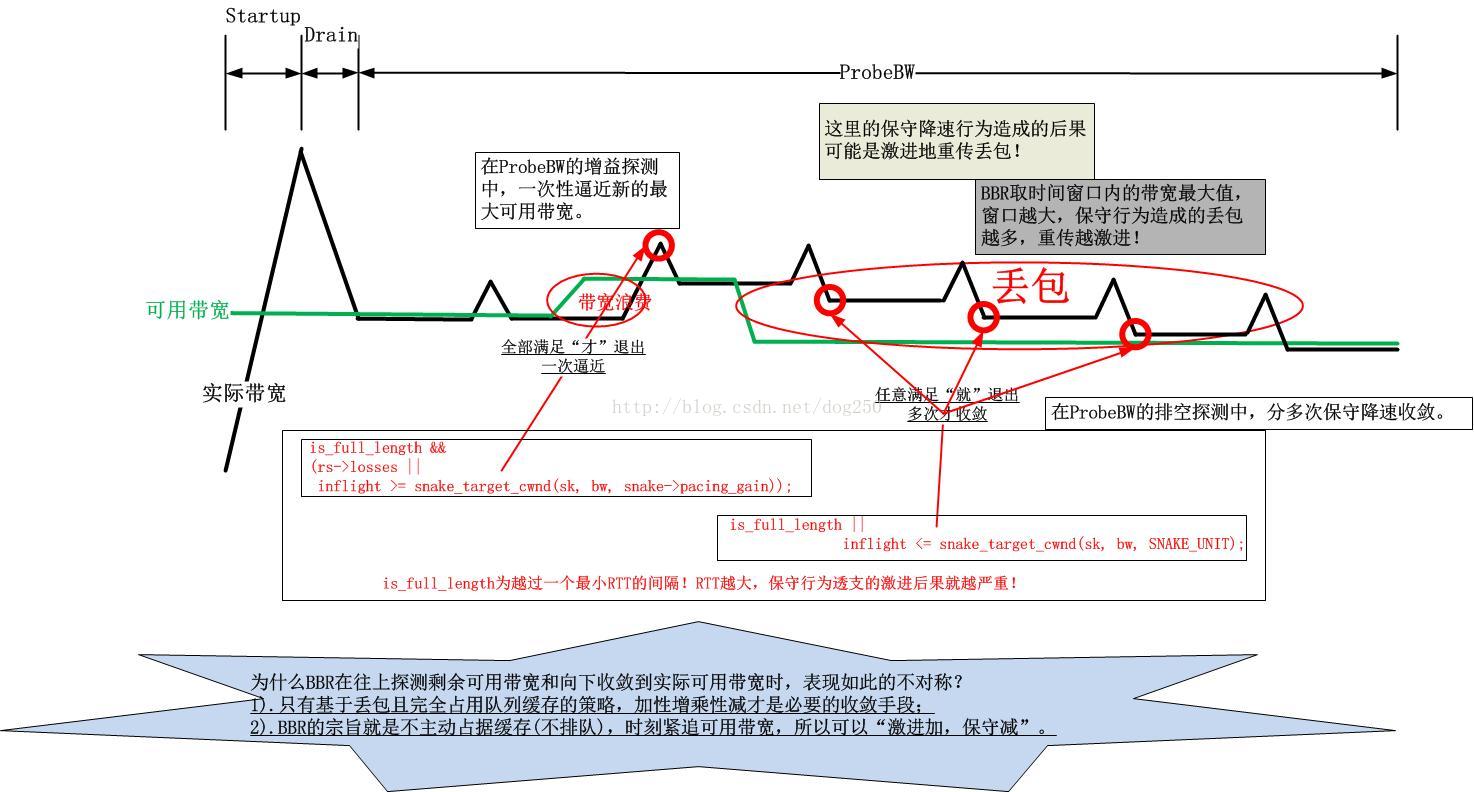 Startup
Drain
ProbeBW
这里的保守降速行为造成的后果
可能是激进地重传丢包!
在ProbeBW的增益探测
中，一次性逼近新的最
大可用带宽。
BBR取时间窗口内的带宽最大值，
窗口越大，保守行为造成的丢包
越多，重传越激进!
可用带宽
带宽浪费
丢包
全部满足“才”退出
一次逼近
实际带宽
http://blog.csdn.net/dog250
任意满足“就”退出
多次才收敛
在ProbeBW的排空探测中，分多次保守降速收敛。
is_full_length &&
(rs->losses ||
inflight >= snake_target_cwnd(sk, bw, snake->pacing_gain));
is_full_length ||
inflight <= snake_target_cwnd(sk, bw, SNAKE_UNIT);
is_full_length为越过一个最小RTT的间隔! RTT越大，保守行为透支的激进后果就越严重!
为什么BBR在往上探测剩余可用带宽和向下收敛到实际可用带宽时，表现如此的不对称?
1).只有基于丢包且完全占用队列缓存的策略，加性增乘性减才是必要的收敛手段;
2).BBR的宗旨就是不主动占据缓存(不排队)，时刻紧追可用带宽，所以可以“激进加，保守减”。